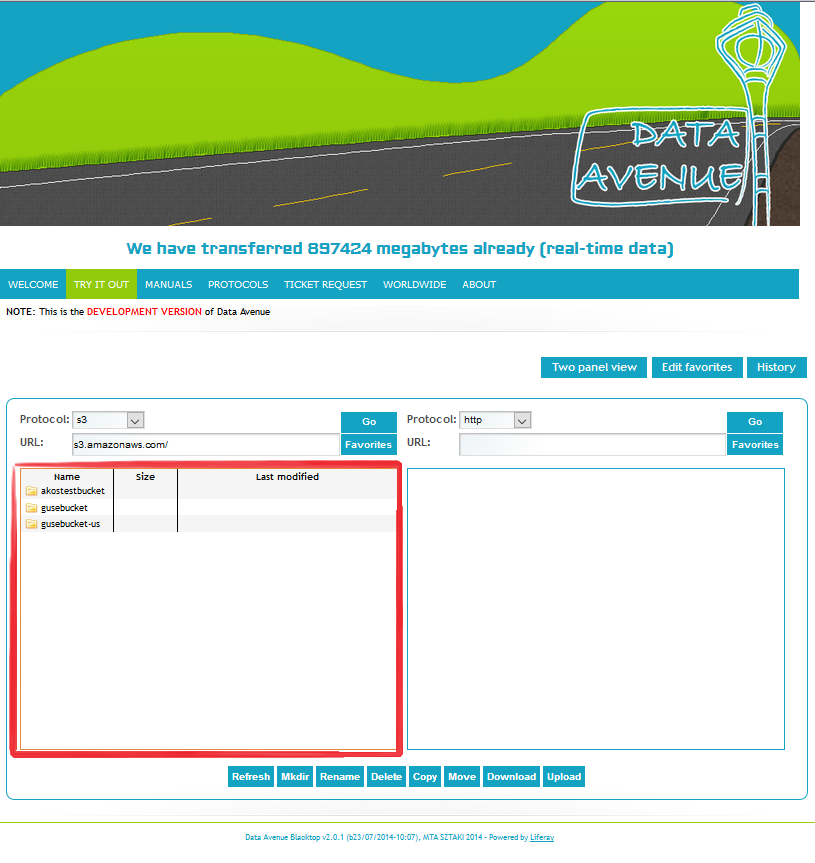 DATA
AVENUE
We have transferred 897424 megabytes already (real-time data)
WELCOME TRY IT OUT MANUALS PROTOCOLS TICKET REQUEST WORLDWIDE ABOUT
NOTE: This is the DEVELOPMENT VERSION of Data Avenue
Two panel view Edit favorites History
Protocol: s3 Go Protocol: http Go
URL: s3.amazonaws.com/ Favorites URL: Favorites
Name Size Last modified
akostestbucket
gusebucket
gusebucket-us
Refresh Mkdir Rename Delete Copy Move Download Upload
Data Avenue Blacktop v2.0.1 (b23/07/2014-10:07), MTA SZTAKI 2014 - Powered by Liferay